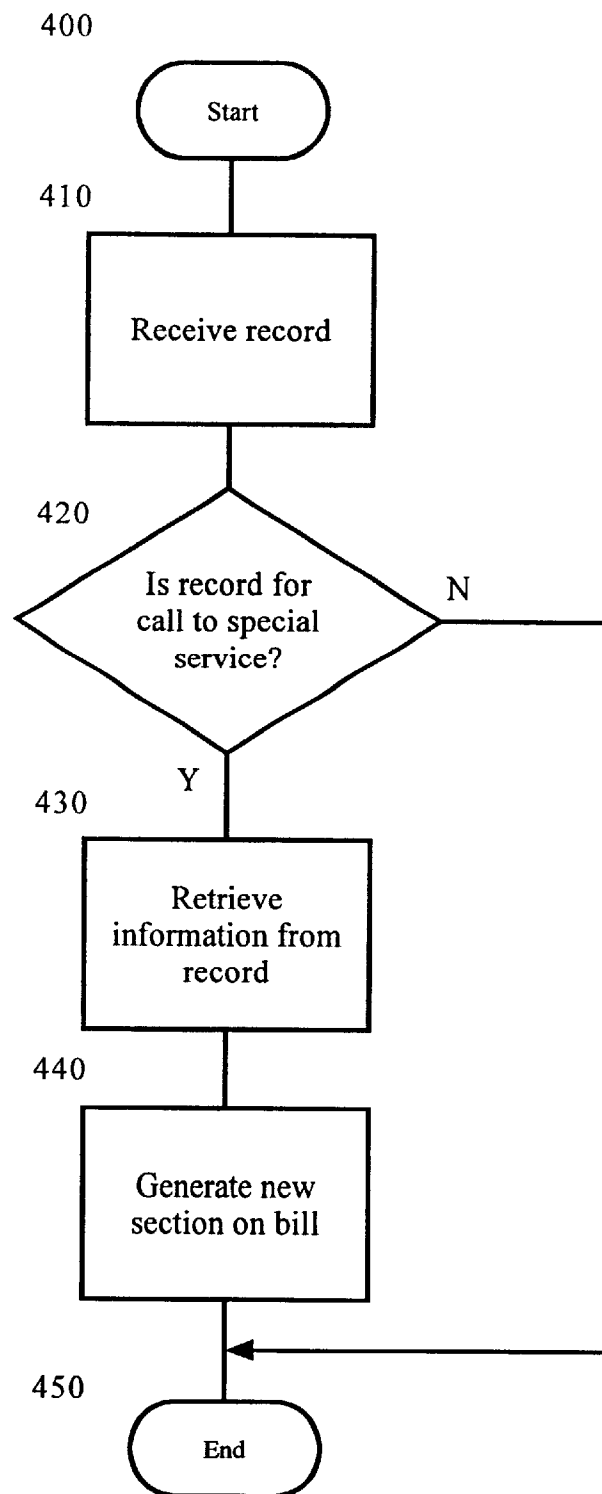 400
Start
410
Receive record
420
Is record for
call to special
service?
N
Y
430
Retrieve
information from
record
440
Generate new
section on bill
450
End